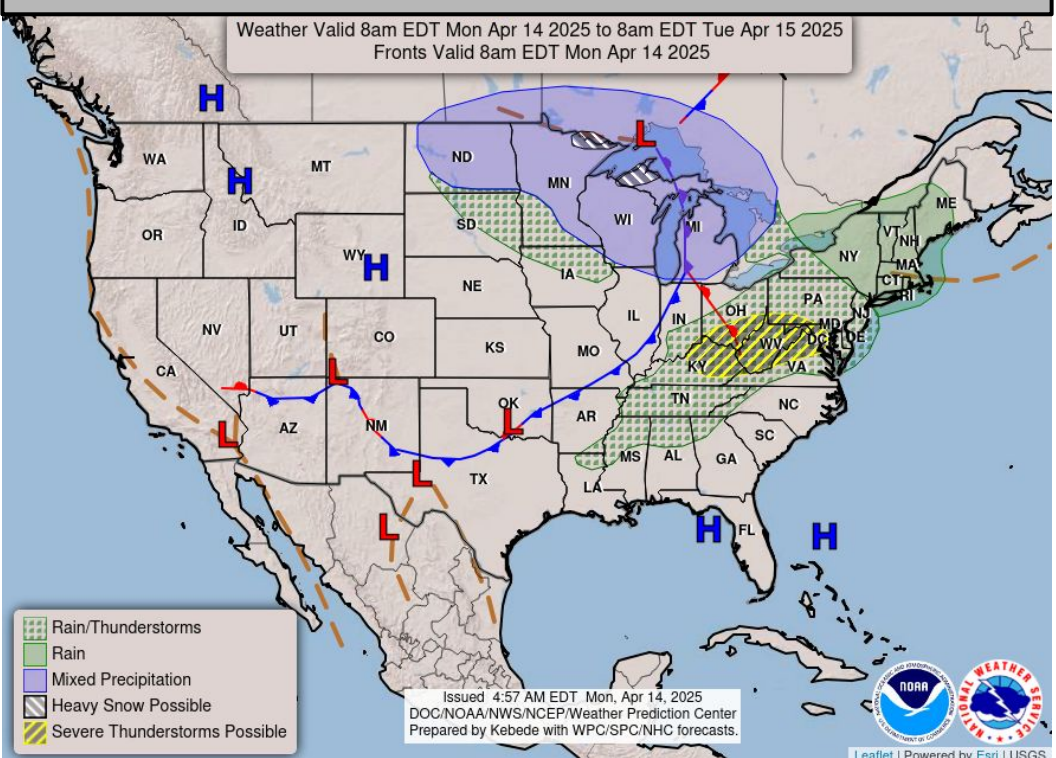 Weather Valid 8am EDT Mon Apr 14 2025 to 8am EDT Tue Apr 15 2025
Fronts Valid 8am EDT Mon Apr 14 2025
H
L
WA
MT
ND
MN
ME
H
VT
NH
OR
ID
SD
WI
MI
NY
MA
WY
H
IA
CT
RI
NE
PA
OH
NJ
NV
UT
CO
IL
IN
MD
DE
WV
DC
KS
MO
KY
VA
CA
L
TN
NC
OK
AR
L
AZ
NM
SC
L
MS
AL
GA
L
TX
LA
L
H
FL
H
Rain/Thunderstorms
Rain
Mixed Precipitation
Heavy Snow Possible
Severe Thunderstorms Possible
Issued 4:57 AM EDT Mon, Apr 14, 2025
DOC/NOAA/NWS/NCEP/Weather Prediction Center
Prepared by Kebede with WPC/SPC/NHC forecasts.
NOAA
NATIONAL WEATHER SERVICE
Leaflet | Powered by Esri | USGS